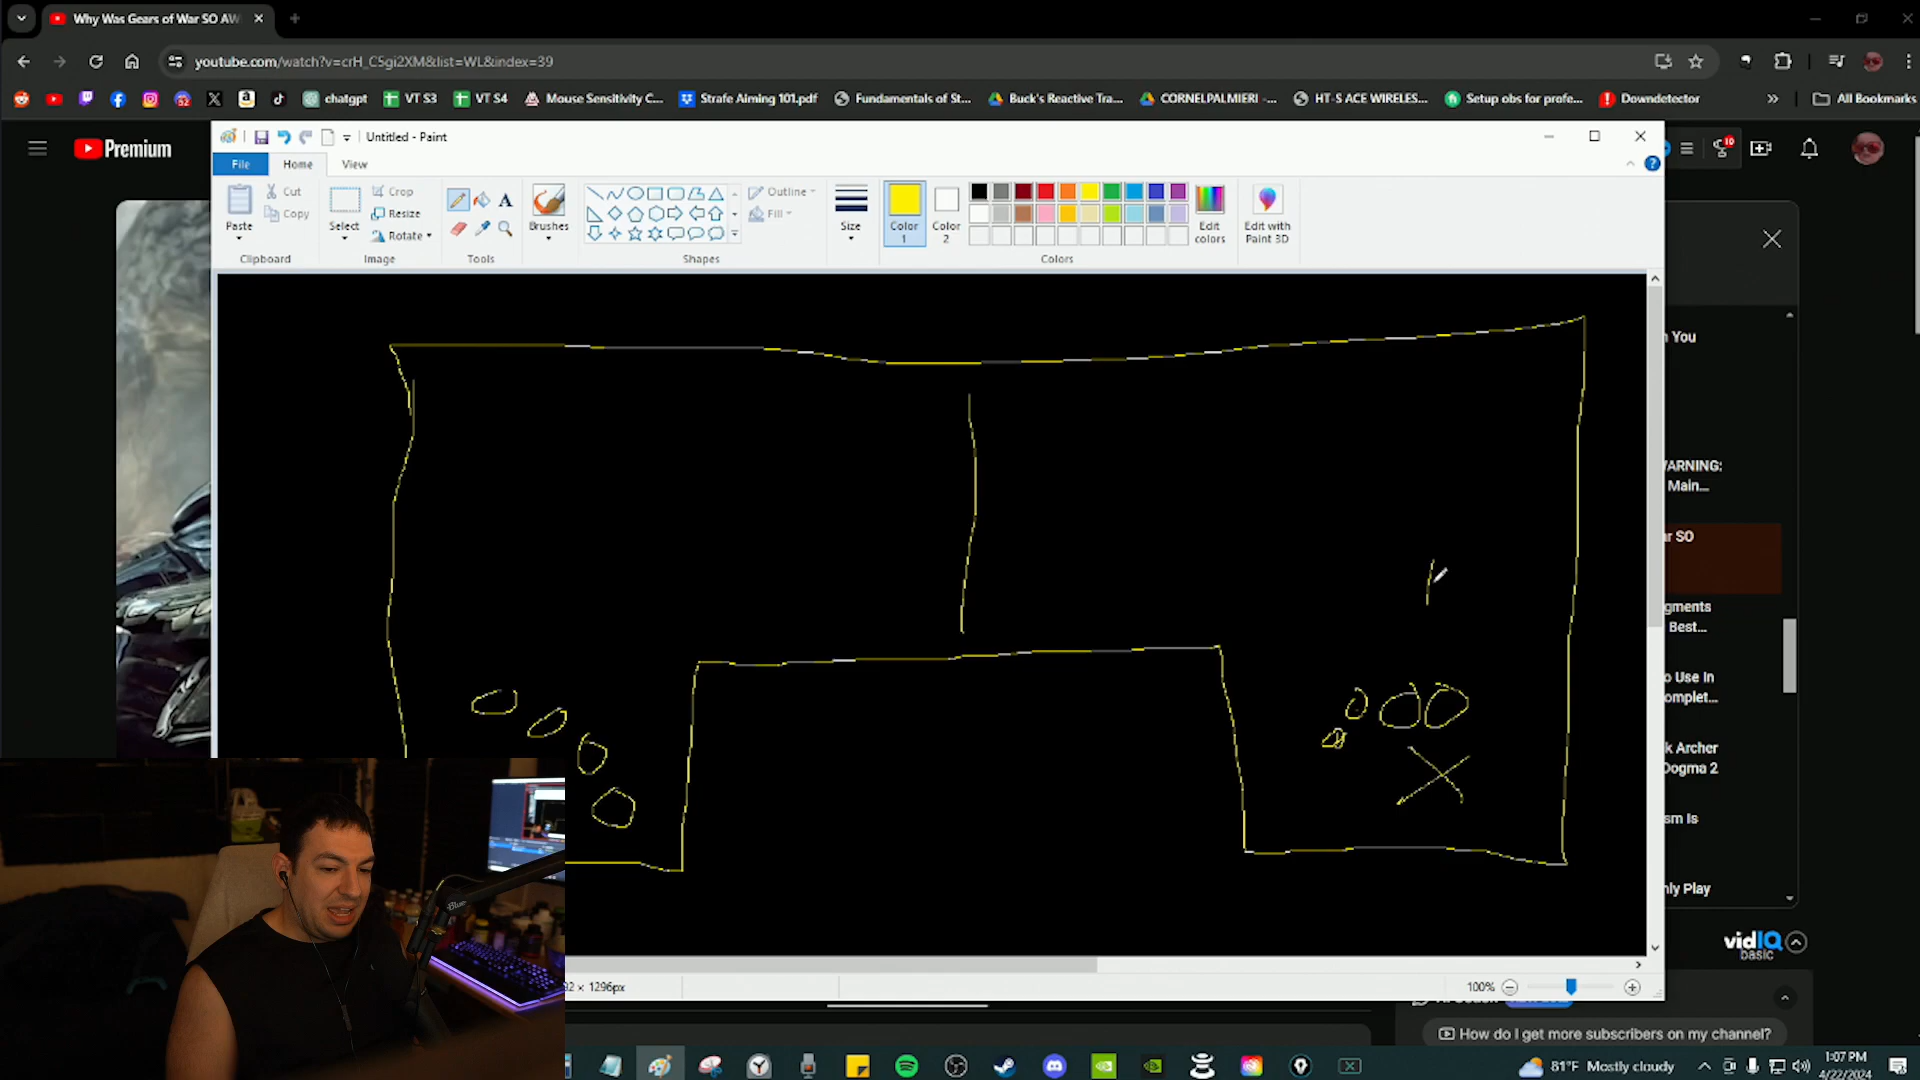 Why Was Gears of War SO AW
youtube.com/watch?v=crH_C5gi2XM&list=WL&index=39
chatgpt
VT S3
VT S4
Mouse Sensitivity C...
Strafe Aiming 101.pdf
Fundamentals of St...
Buck's Reactive Tra...
CORNELPALMIERI -...
HT-S ACE WIRELES...
Setup obs for profe...
Downdetector
All Bookmarks
Premium
Untitled - Paint
10
File
Home
View
Paste
Cut
Copy
Clipboard
Select
Crop
Resize
Rotate
Image
Tools
Brushes
Shapes
Outline
Fill
Size
Color
1
Color
2
Edit
colors
Colors
Edit with
Paint 3D
n You
WARNING:
Main...
ar SO
gments
Best...
o Use In
omplet...
k Archer
Dogma 2
sm Is
nly Play
vidIQ
basic
X
Blue
92 × 1296px
100%
How do I get more subscribers on my channel?
81°F Mostly cloudy
1:07 PM
4/22/2024